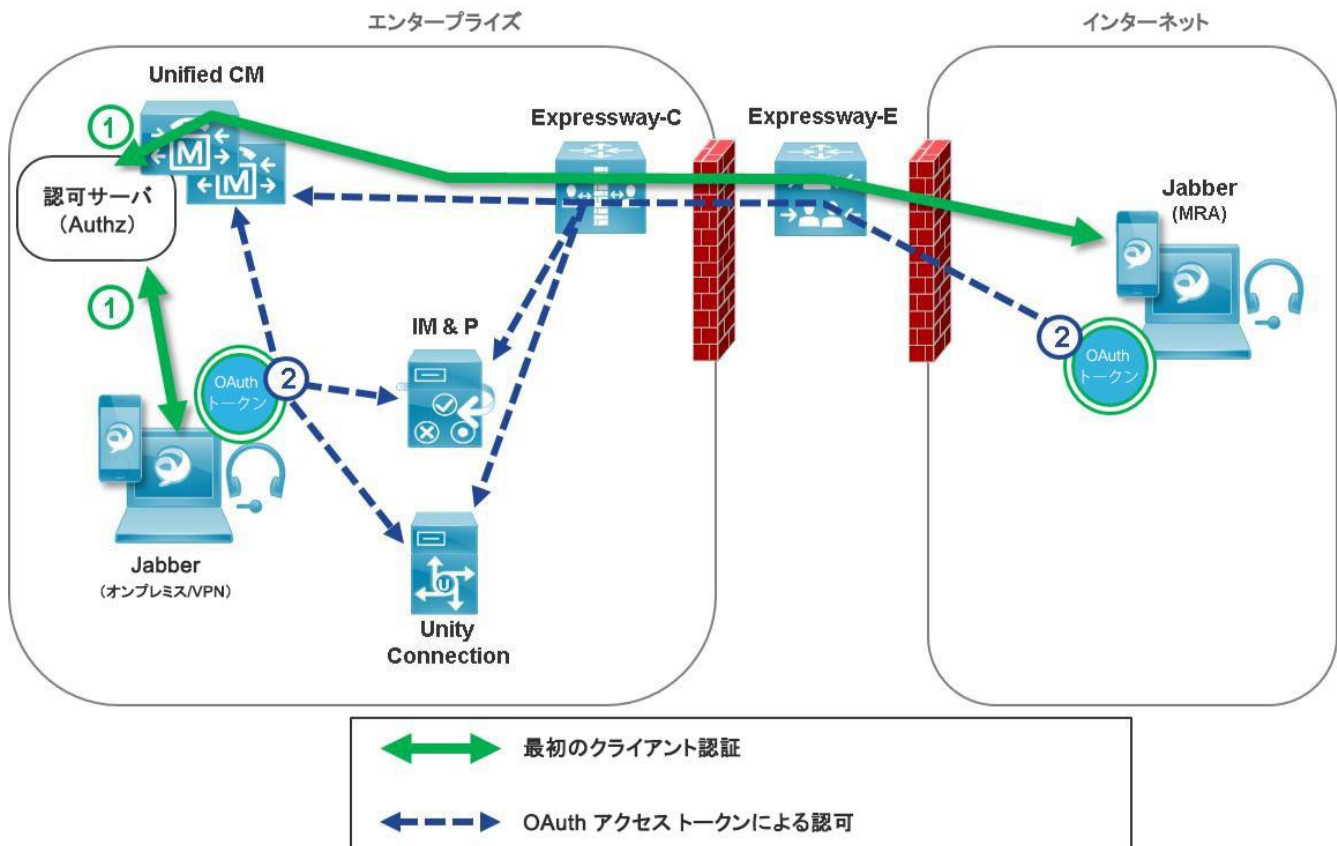 エンタープライズ
インターネット
Unified CM
Expressway-C
Expressway-E
1
M
M
認可サーバ
(Authz)
Jabber
(MRA)
1
IM & P
2
OAuth
トークン
2
OAuth
トークン
Jabber
(オンプレミス/VPN)
U
Unity
Connection
最初のクライアント認証
OAuth アクセス トークンによる認可